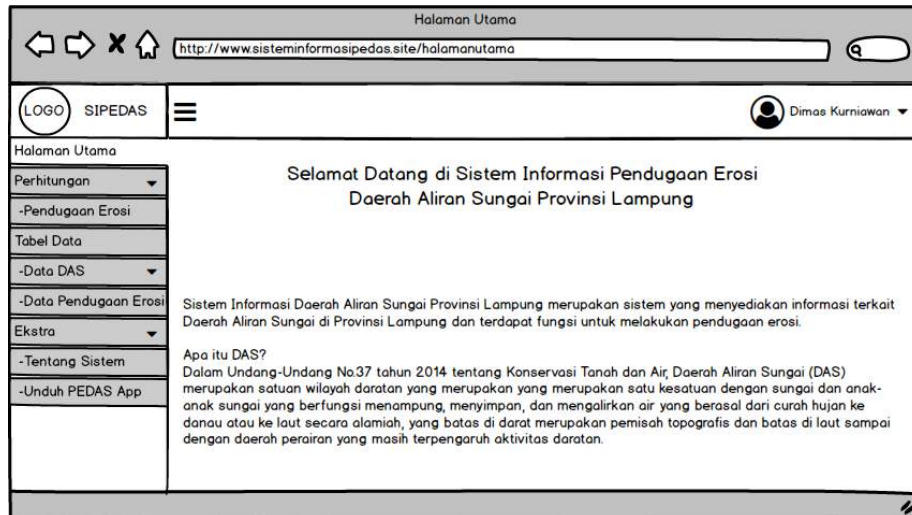 Halaman Utama
http://www.sisteminformasipedas.site/halamanutama
LOGO SIPEDAS
Dimas Kurniawan
Halaman Utama
Perhitungan
-Pendugaan Erosi
Tabel Data
-Data DAS
-Data Pendugaan Erosi
Ekstra
-Tentang Sistem
-Unduh PEDAS App
Selamat Datang di Sistem Informasi Pendugaan Erosi
Daerah Aliran Sungai Provinsi Lampung
Sistem Informasi Daerah Aliran Sungai Provinsi Lampung merupakan sistem yang menyediakan informasi terkait
Daerah Aliran Sungai di Provinsi Lampung dan terdapat fungsi untuk melakukan pendugaan erosi.
Apa itu DAS?
Dalam Undang-Undang No.37 tahun 2014 tentang Konservasi Tanah dan Air, Daerah Aliran Sungai (DAS)
merupakan satuan wilayah daratan yang merupakan yang merupakan satu kesatuan dengan sungai dan anak-
anak sungai yang berfungsi menampung, menyimpan, dan mengalirkan air yang berasal dari curah hujan ke
danau atau ke laut secara alamiah, yang batas di darat merupakan pemisah topografis dan batas di laut sampai
dengan daerah perairan yang masih terpengaruh aktivitas daratan.